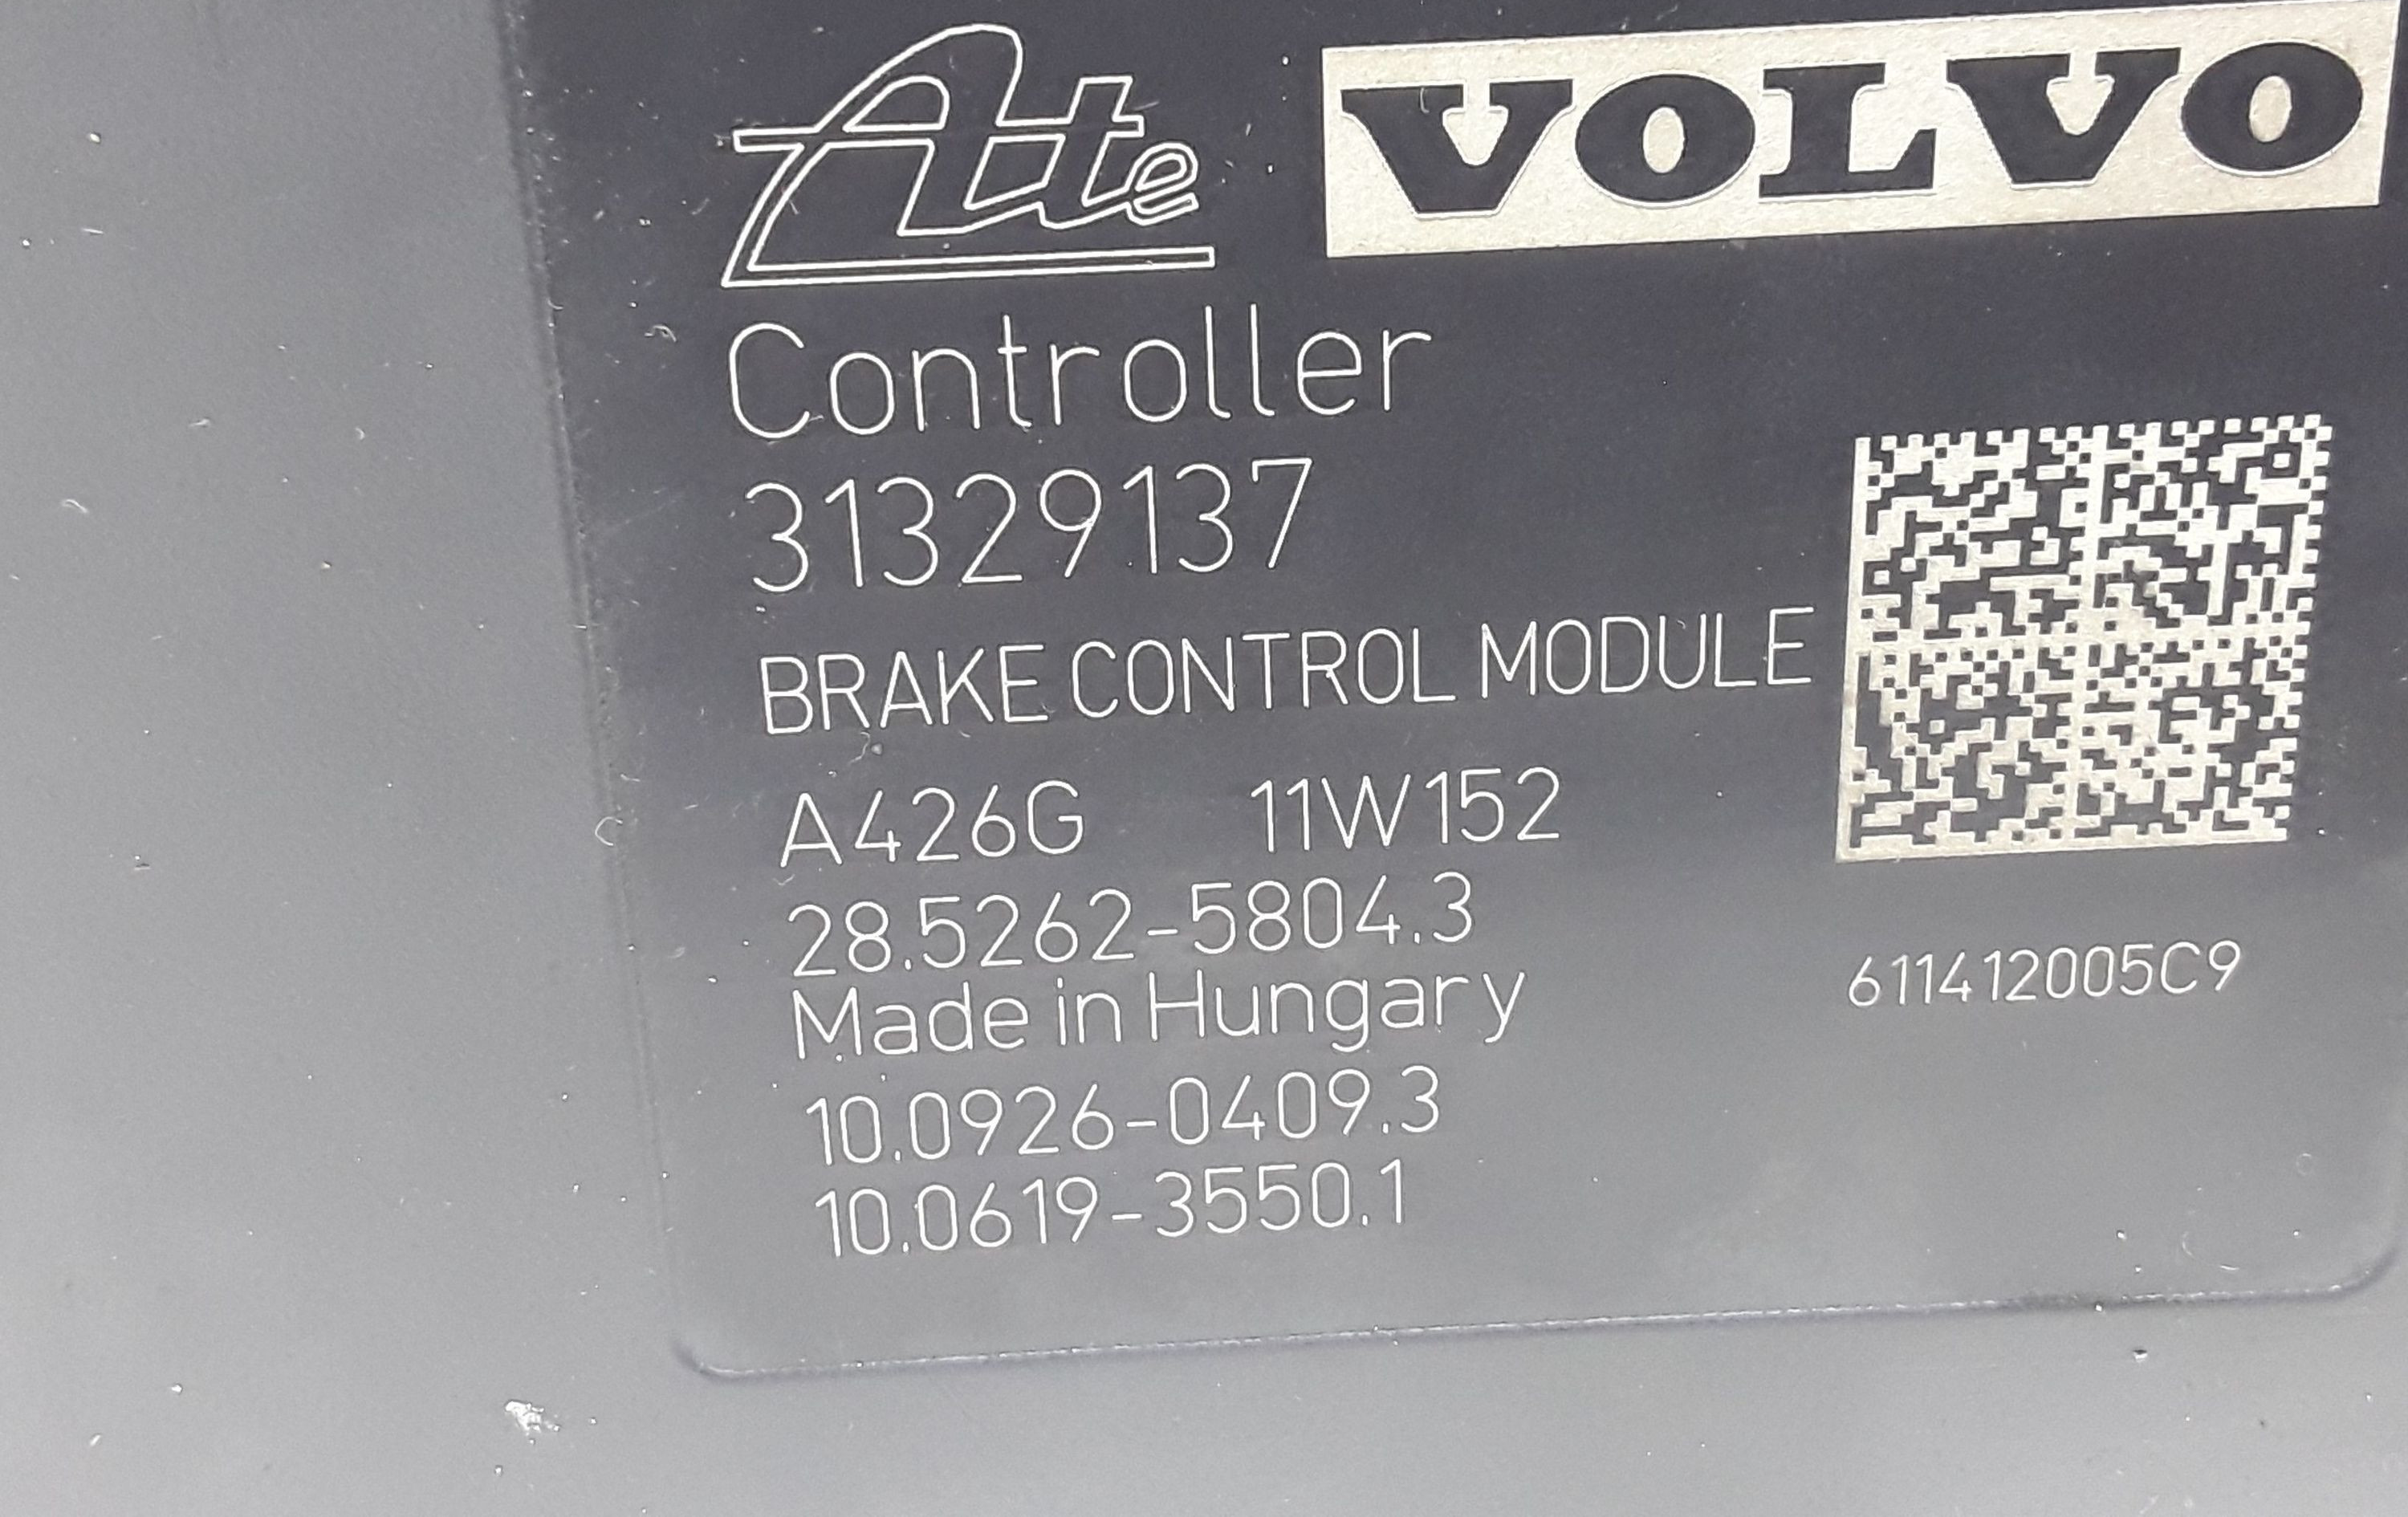 Ate VOLVO
Controller
31329137
BRAKE CONTROL MODULE
A426G 11W152
28.5262-5804.3
Made in Hungary
611412005C9
10.0926-0409.3
10.0619-3550.1